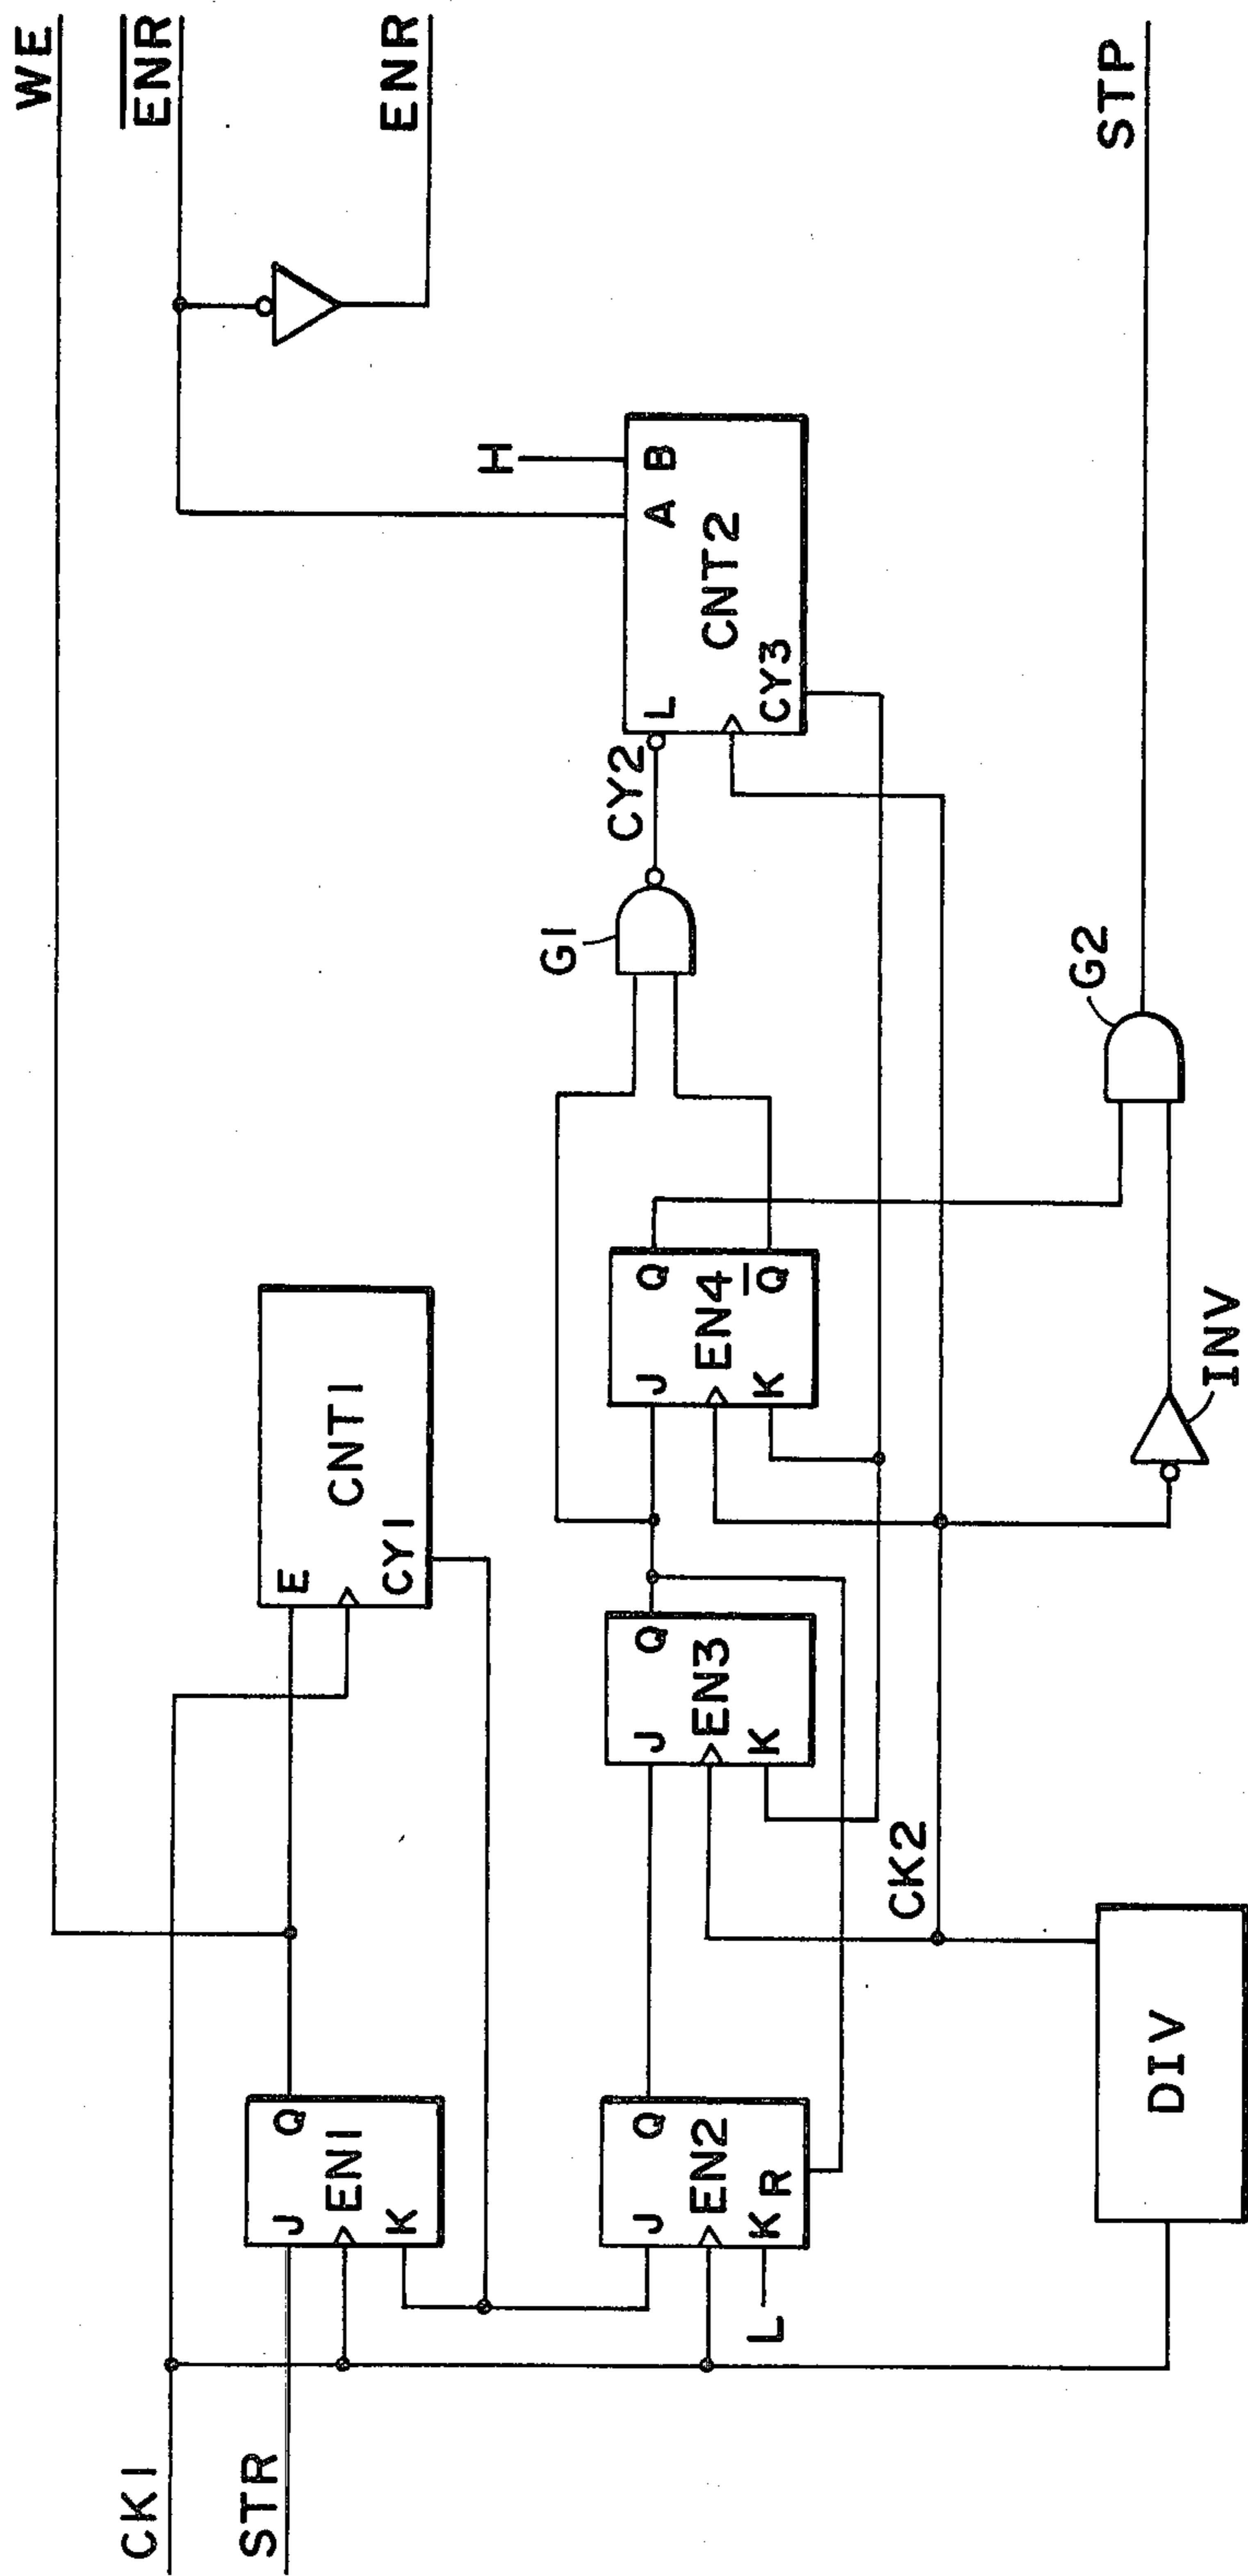 WE
E̅N̅R̅
ENR
STP
H
A B
CNT2
L
CY3
CY2
G1
G2
Q
EN4
Q̅
J
K
INV
CNT1
E
CY1
Q
EN3
J
K
CK2
Q
EN1
J
K
Q
EN2
J
K R
L
DIV
CK1
STR